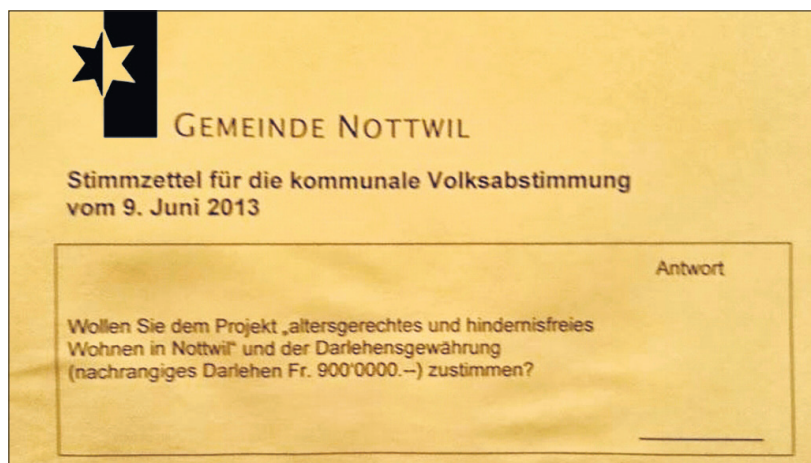 GEMEINDE NOTTWIL
Stimmzettel für die kommunale Volksabstimmung
vom 9. Juni 2013
Antwort
Wollen Sie dem Projekt „altersgerechtes und hindernisfreies
Wohnen in Nottwil" und der Darlehensgewährung
(nachrangiges Darlehen Fr. 900'0000.--) zustimmen?